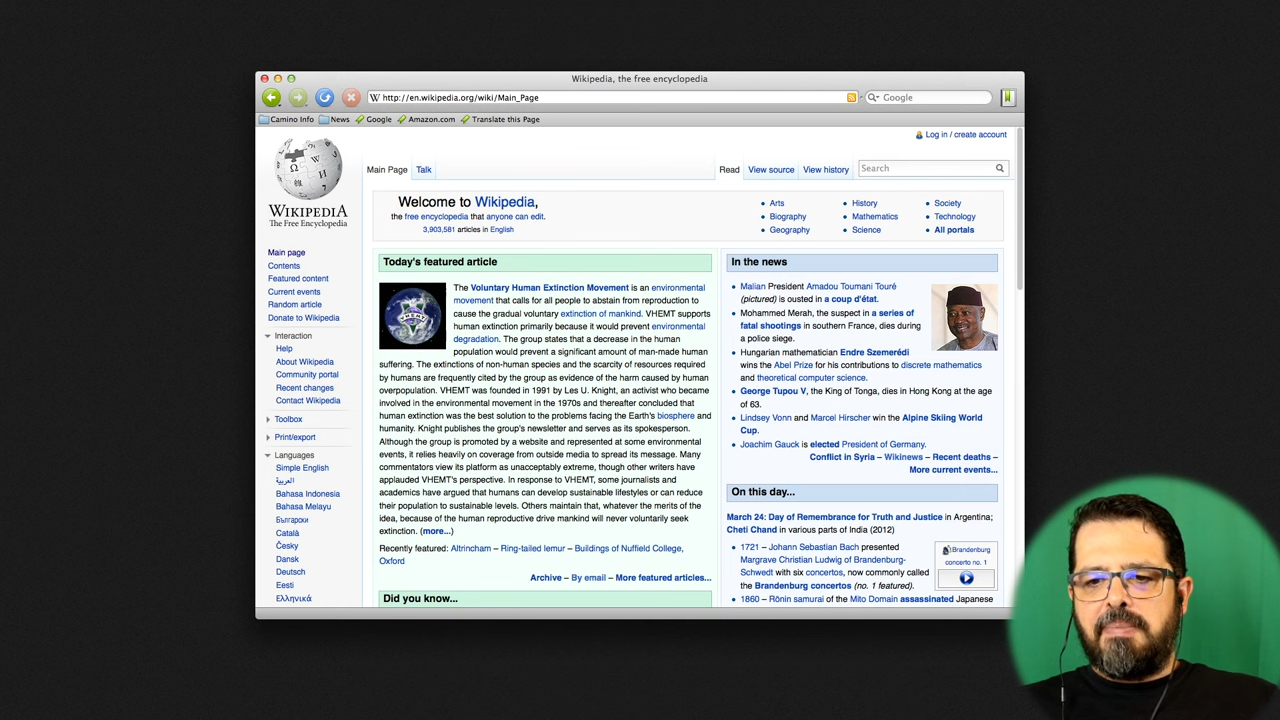 Wikipedia, the free encyclopedia
http://en.wikipedia.org/wiki/Main_Page
Google
Camino Info
News
Google
Amazon.com
Translate this Page
Log in / create account
Main Page
Talk
Read
View source
View history
Search
WIKIPEDIA
The Free Encyclopedia
Main page
Contents
Featured content
Current events
Random article
Donate to Wikipedia
Interaction
Help
About Wikipedia
Community portal
Recent changes
Contact Wikipedia
Toolbox
Print/export
Languages
Simple English
العربية
Bahasa Indonesia
Bahasa Melayu
Български
Català
Česky
Dansk
Deutsch
Eesti
Ελληνικά
Welcome to Wikipedia,
the free encyclopedia that anyone can edit.
3,903,581 articles in English
Arts
Biography
Geography
History
Mathematics
Science
Society
Technology
All portals
Today's featured article
VHEMT
The Voluntary Human Extinction Movement is an environmental
movement that calls for all people to abstain from reproduction to
cause the gradual voluntary extinction of mankind. VHEMT supports
human extinction primarily because it would prevent environmental
degradation. The group states that a decrease in the human
population would prevent a significant amount of man-made human
suffering. The extinctions of non-human species and the scarcity of resources required
by humans are frequently cited by the group as evidence of the harm caused by human
overpopulation. VHEMT was founded in 1991 by Les U. Knight, an activist who became
involved in the environmental movement in the 1970s and thereafter concluded that
human extinction was the best solution to the problems facing the Earth's biosphere and
humanity. Knight publishes the group's newsletter and serves as its spokesperson.
Although the group is promoted by a website and represented at some environmental
events, it relies heavily on coverage from outside media to spread its message. Many
commentators view its platform as unacceptably extreme, though other writers have
applauded VHEMT's perspective. In response to VHEMT, some journalists and
academics have argued that humans can develop sustainable lifestyles or can reduce
their population to sustainable levels. Others maintain that, whatever the merits of the
idea, because of the human reproductive drive mankind will never voluntarily seek
extinction. (more...)
Recently featured: Altrincham – Ring-tailed lemur – Buildings of Nuffield College,
Oxford
Archive – By email – More featured articles...
Did you know...
In the news
Malian President Amadou Toumani Touré
(pictured) is ousted in a coup d'état.
Mohammed Merah, the suspect in a series of
fatal shootings in southern France, dies during
a police siege.
Hungarian mathematician Endre Szemerédi
wins the Abel Prize for his contributions to discrete mathematics
and theoretical computer science.
George Tupou V, the King of Tonga, dies in Hong Kong at the age
of 63.
Lindsey Vonn and Marcel Hirscher win the Alpine Skiing World
Cup.
Joachim Gauck is elected President of Germany.
Conflict in Syria – Wikinews – Recent deaths –
More current events...
On this day...
March 24: Day of Remembrance for Truth and Justice in Argentina;
Cheti Chand in various parts of India (2012)
1721 – Johann Sebastian Bach presented
Margrave Christian Ludwig of Brandenburg-
Schwedt with six concertos, now commonly called
the Brandenburg concertos (no. 1 featured).
Brandenburg
concerto no. 1
1860 – Rōnin samurai of the Mito Domain assassinated Japanese